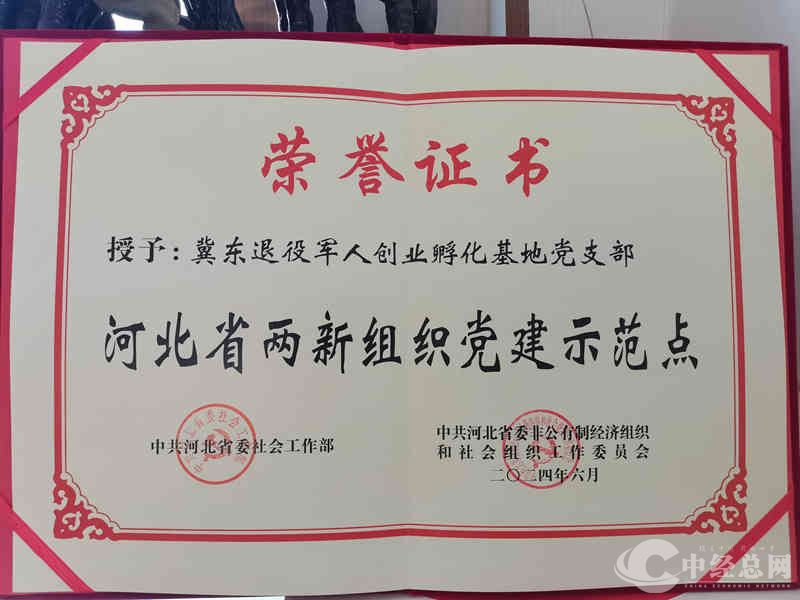 荣誉证书
授予：冀东退役军人创业孵化基地党支部
河北省两新组织党建示范点
中共河北省委社会工作部
中共河北省委非公有制经济组织
和社会组织工作委员会
二〇二四年六月
中经总网
CHINA ECONOMIC NETWORK